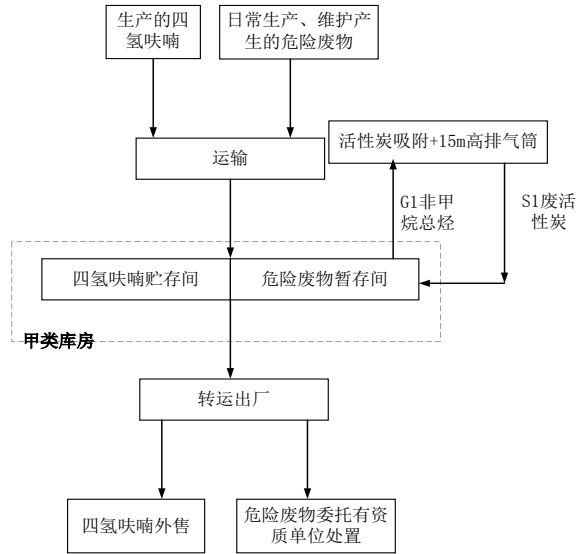 生产的四
氢呋喃
日常生产、维护产
生的危险废物
运输
活性炭吸附+15m高排气筒
G1非甲
烷总烃
S1废活
性炭
四氢呋喃贮存间
危险废物暂存间
甲类库房
转运出厂
四氢呋喃外售
危险废物委托有资
质单位处置